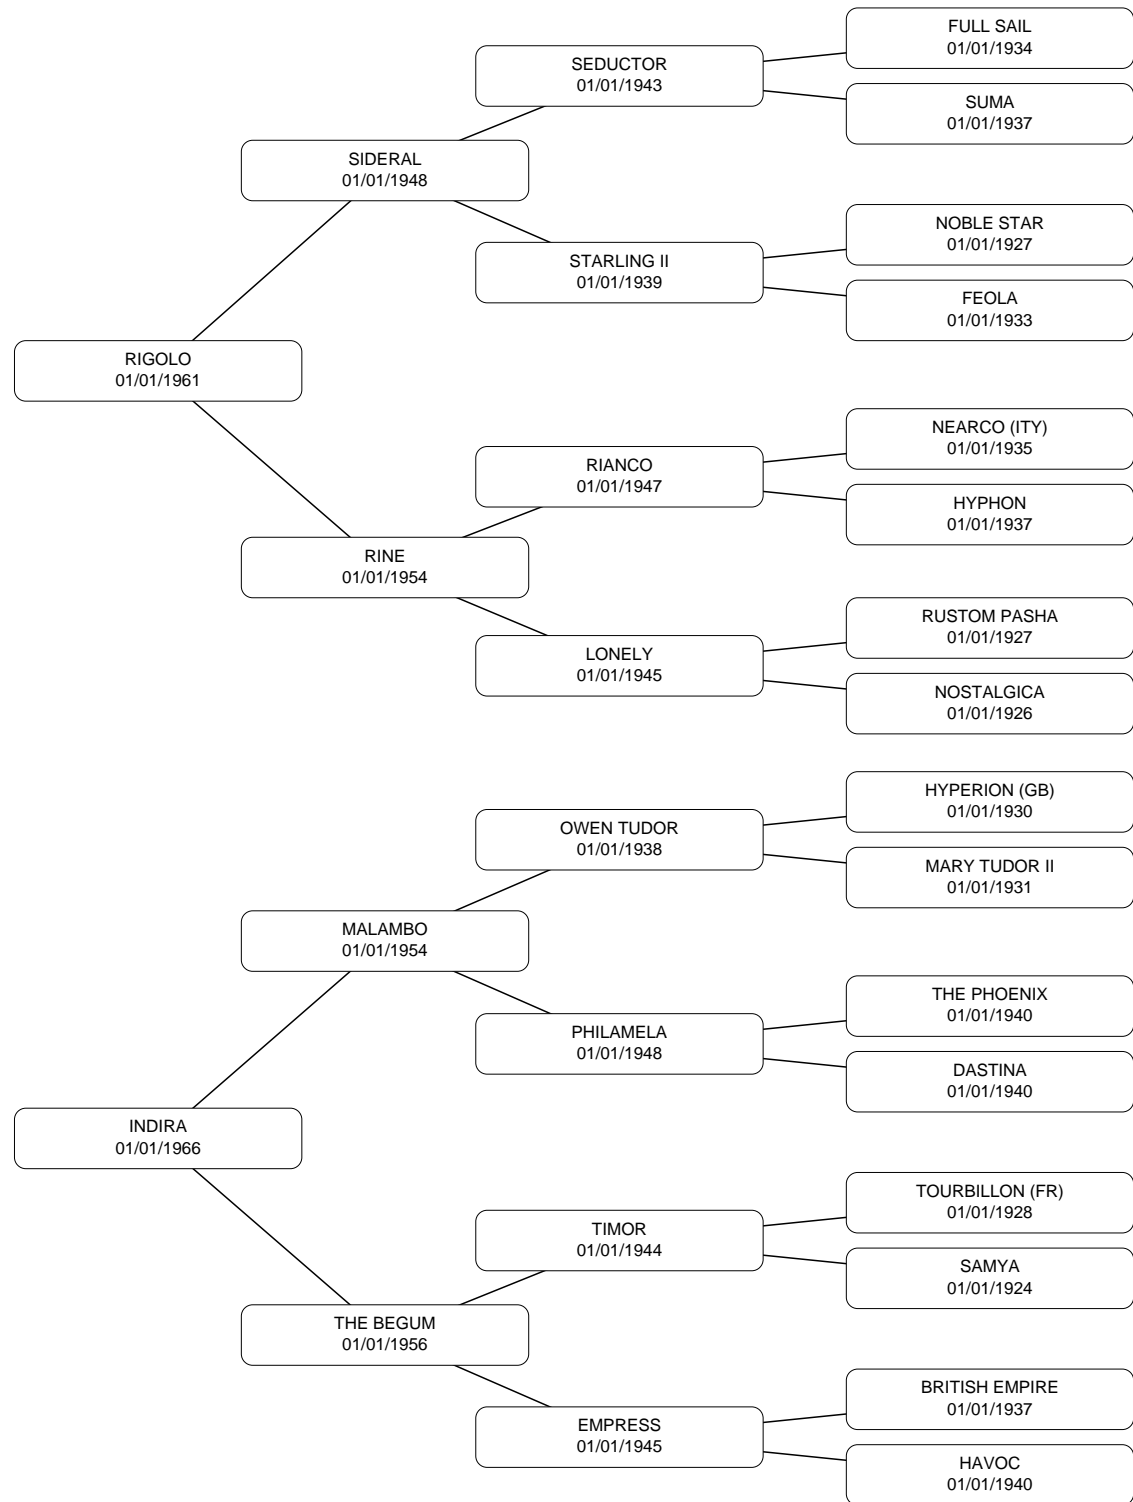 FULL SAIL
01/01/1934
SEDUCTOR
01/01/1943
SUMA
01/01/1937
SIDERAL
01/01/1948
NOBLE STAR
01/01/1927
STARLING II
01/01/1939
FEOLA
01/01/1933
RIGOLO
01/01/1961
NEARCO (ITY)
01/01/1935
RIANCO
01/01/1947
HYPHON
01/01/1937
RINE
01/01/1954
RUSTOM PASHA
01/01/1927
LONELY
01/01/1945
NOSTALGICA
01/01/1926
HYPERION (GB)
01/01/1930
OWEN TUDOR
01/01/1938
MARY TUDOR II
01/01/1931
MALAMBO
01/01/1954
THE PHOENIX
01/01/1940
PHILAMELA
01/01/1948
DASTINA
01/01/1940
INDIRA
01/01/1966
TOURBILLON (FR)
01/01/1928
TIMOR
01/01/1944
SAMYA
01/01/1924
THE BEGUM
01/01/1956
BRITISH EMPIRE
01/01/1937
EMPRESS
01/01/1945
HAVOC
01/01/1940